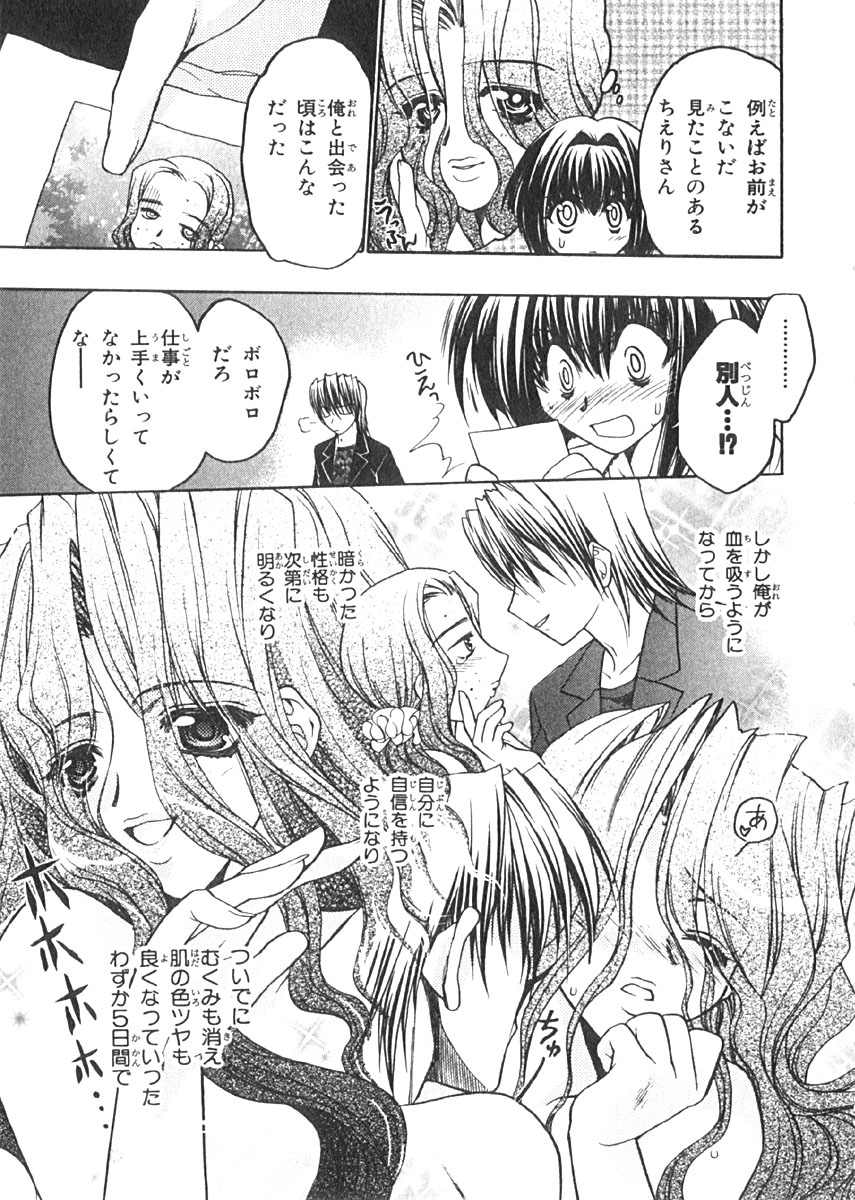 例えばお前が
こないだ
見たことのある
ちえりさん
うっふん
俺と出会った
頃はこんな
だった
…………
別人…!?
ひえっ
ボロボロ
だろ
仕事が
上手くいって
なかったらしくて
なー
しかし俺が
血を吸うように
なってから
暗かった
性格も
次第に
明るくなり
あ♡
自分に
自信を持つ
ようになり
ちゅ
ついでに
むくみも消え
肌の色ツヤも
良くなっていった
わずか5日間で
ホホホホホ…